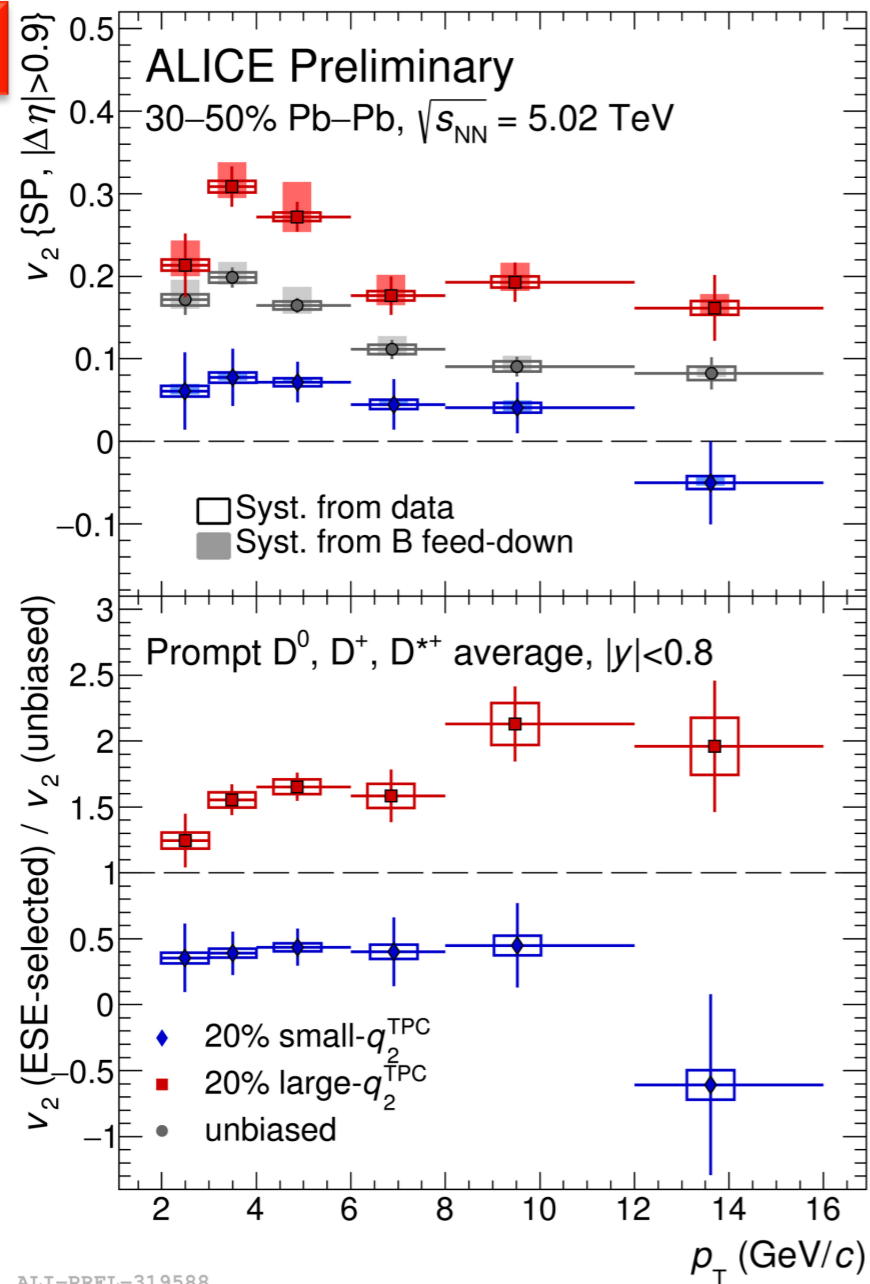 v₂ {SP, |Δη|>0.9}
0.5
0.4
0.3
0.2
0.1
0
−0.1
ALICE Preliminary
30–50% Pb–Pb, √sNN = 5.02 TeV
Syst. from data
Syst. from B feed-down
v₂ (ESE-selected) / v₂ (unbiased)
3
2.5
2
1.5
1
0.5
0
−0.5
−1
Prompt D⁰, D⁺, D*⁺ average, |y|<0.8
20% small-q₂ᵀᴾᶜ
20% large-q₂ᵀᴾᶜ
unbiased
2 4 6 8 10 12 14 16
pT (GeV/c)
ALI-PREL-319588